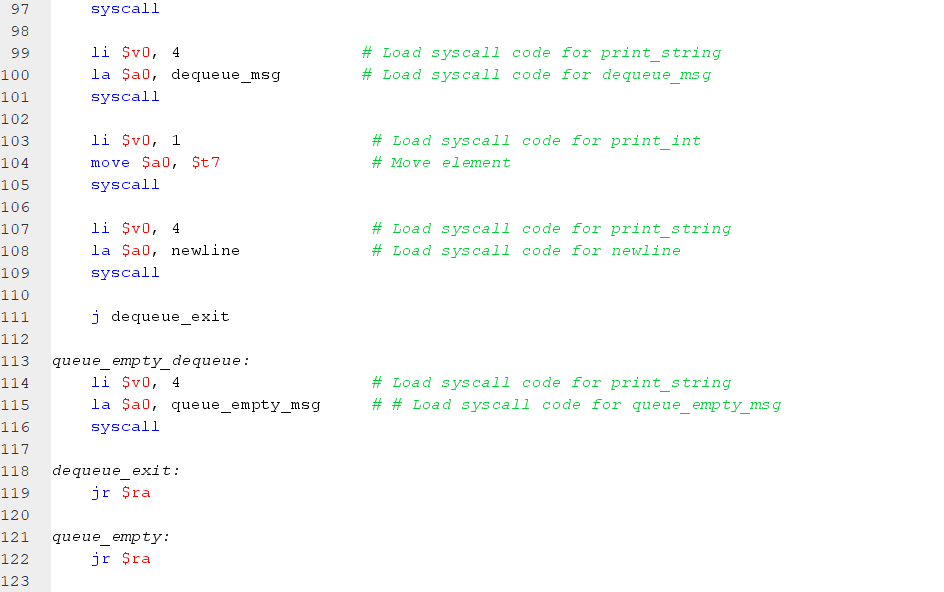 97 syscall
98
99 li $v0, 4 # Load syscall code for print_string
100 la $a0, dequeue_msg # Load syscall code for dequeue_msg
101 syscall
102
103 li $v0, 1 # Load syscall code for print_int
104 move $a0, $t7 # Move element
105 syscall
106
107 li $v0, 4 # Load syscall code for print_string
108 la $a0, newline # Load syscall code for newline
109 syscall
110
111 j dequeue_exit
112
113 queue_empty_dequeue:
114 li $v0, 4 # Load syscall code for print_string
115 la $a0, queue_empty_msg # # Load syscall code for queue_empty_msg
116 syscall
117
118 dequeue_exit:
119 jr $ra
120
121 queue_empty:
122 jr $ra
123